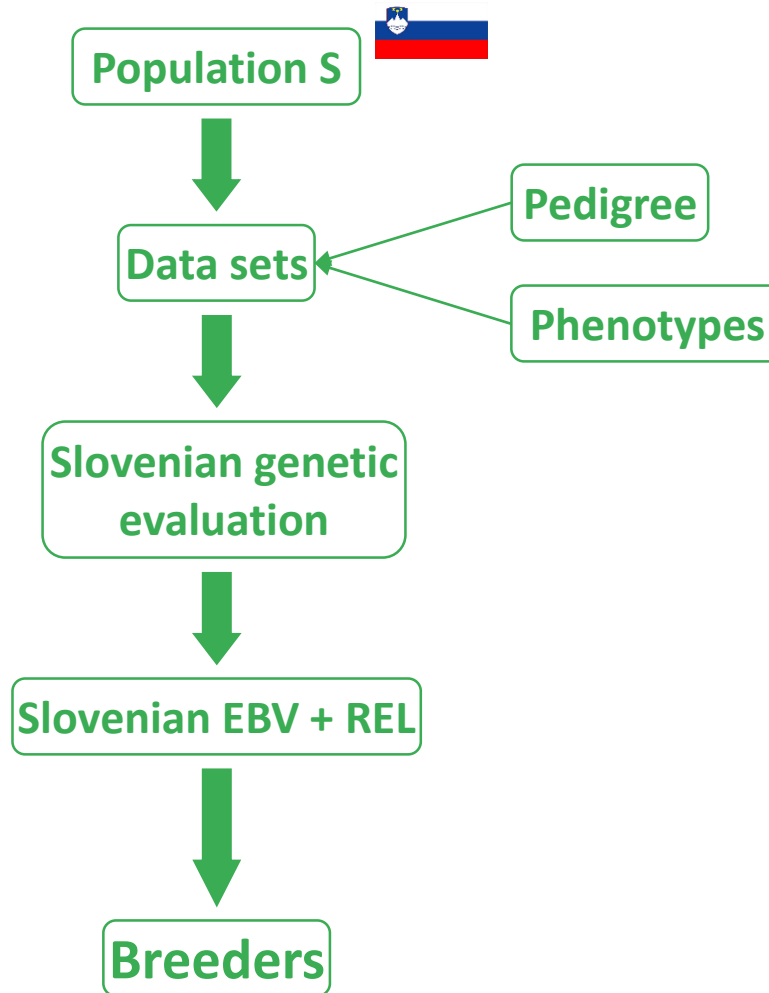 Population S
Pedigree
Data sets
Phenotypes
Slovenian genetic
evaluation
Slovenian EBV + REL
Breeders